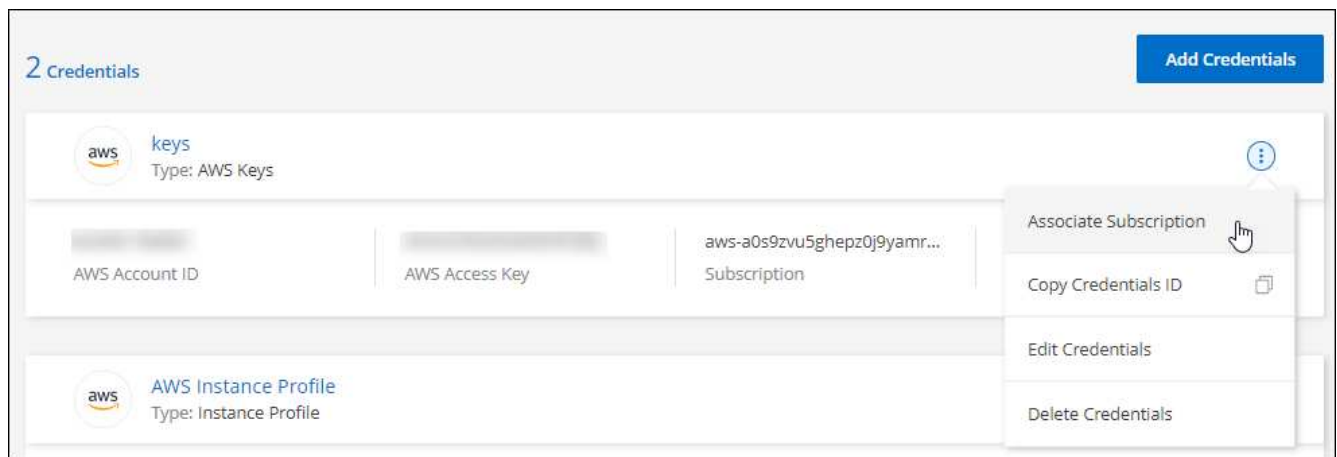 2 Credentials
Add Credentials
aws
keys
Type: AWS Keys
Associate Subscription
aws-a0s9zvu5ghepz0j9yamr...
AWS Account ID
AWS Access Key
Subscription
Copy Credentials ID
Edit Credentials
aws
AWS Instance Profile
Type: Instance Profile
Delete Credentials